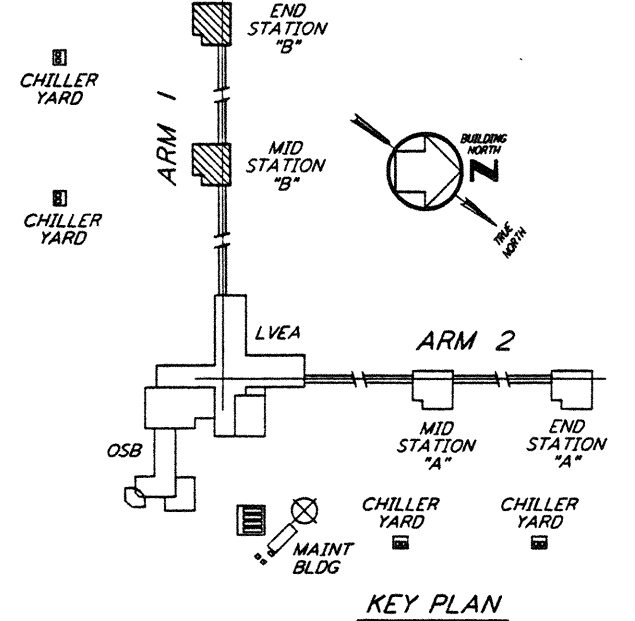 END
STATION
"B"
CHILLER
YARD
ARM 1
MID
STATION
"B"
BUILDING
NORTH
N
CHILLER
YARD
TRUE
NORTH
LVEA
ARM 2
MID
STATION
"A"
END
STATION
"A"
OSB
CHILLER
YARD
CHILLER
YARD
MAINT
BLDG
KEY PLAN